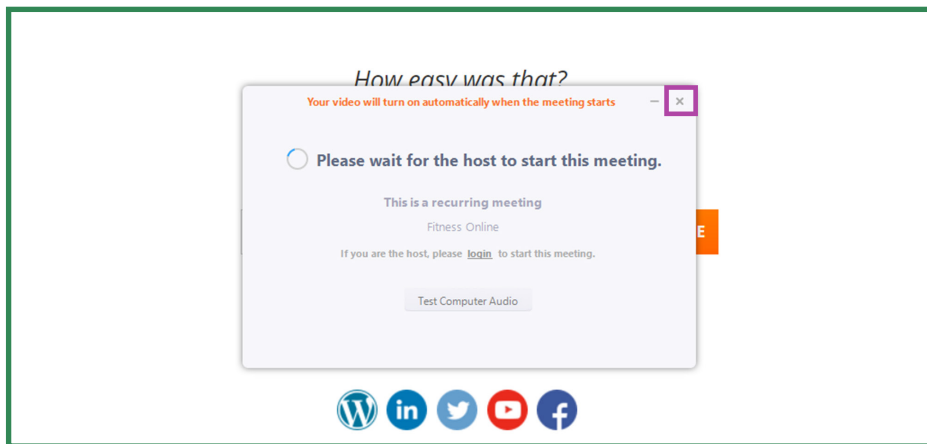 How easy was that?
Your video will turn on automatically when the meeting starts
Please wait for the host to start this meeting.
This is a recurring meeting
Fitness Online
E
If you are the host, please login to start this meeting.
Test Computer Audio